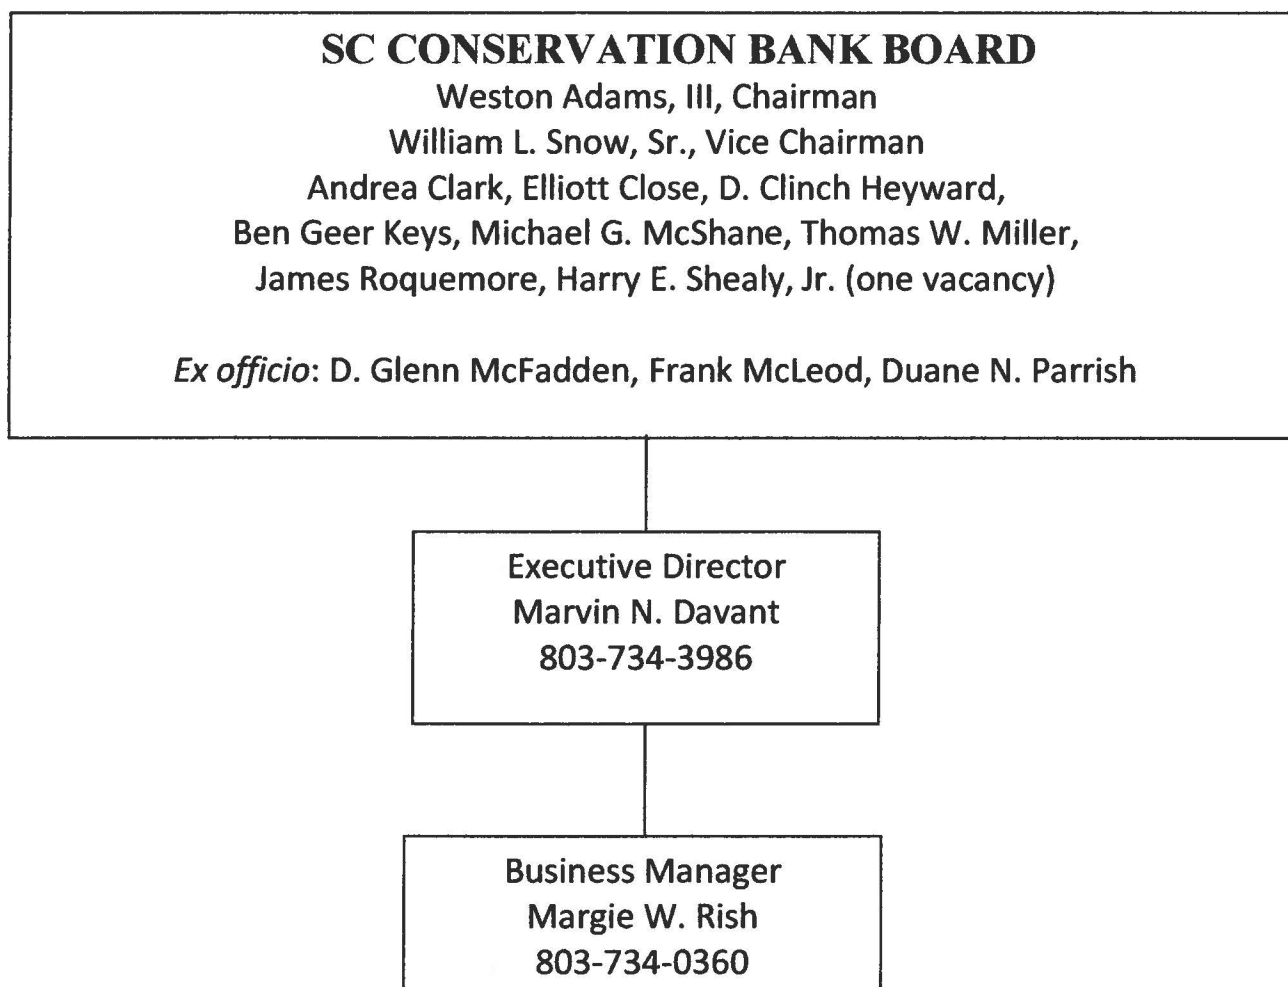 SC CONSERVATION BANK BOARD
Weston Adams, III, Chairman
William L. Snow, Sr., Vice Chairman
Andrea Clark, Elliott Close, D. Clinch Heyward,
Ben Geer Keys, Michael G. McShane, Thomas W. Miller,
James Roquemore, Harry E. Shealy, Jr. (one vacancy)
Ex officio: D. Glenn McFadden, Frank McLeod, Duane N. Parrish
Executive Director
Marvin N. Davant
803-734-3986
Business Manager
Margie W. Rish
803-734-0360